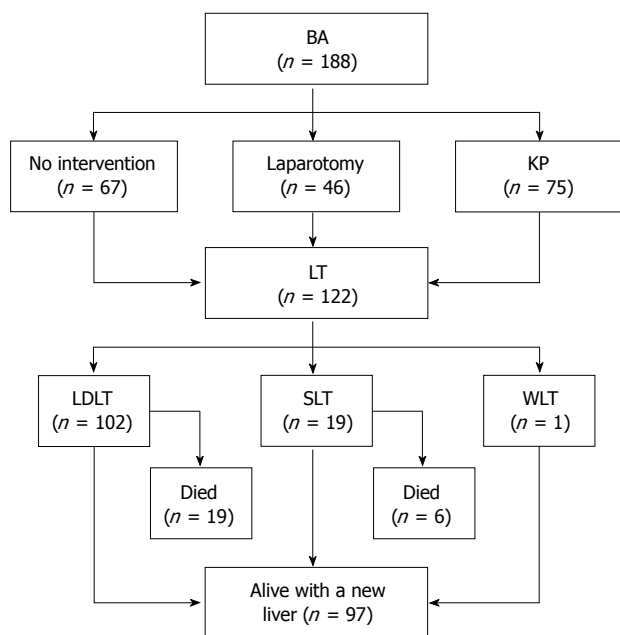 BA
(n = 188)
No intervention
(n = 67)
Laparotomy
(n = 46)
KP
(n = 75)
LT
(n = 122)
LDLT
(n = 102)
SLT
(n = 19)
WLT
(n = 1)
Died
(n = 19)
Died
(n = 6)
Alive with a new
liver (n = 97)